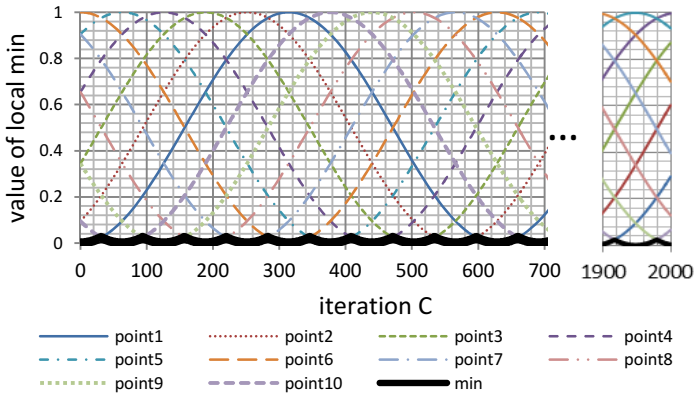 value of local min
1
0.8
0.6
0.4
0.2
0
...
0 100 200 300 400 500 600 700 1900 2000
iteration C
point1 point2 point3 point4
point5 point6 point7 point8
point9 point10 min